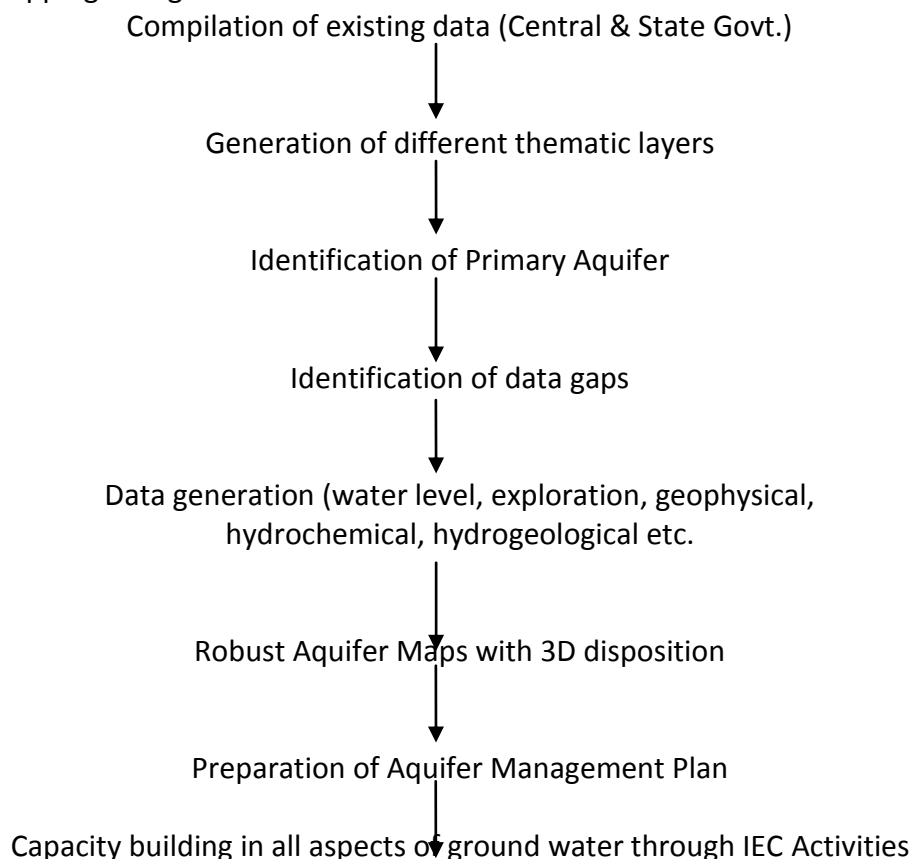 Compilation of existing data (Central & State Govt.)
Generation of different thematic layers
Identification of Primary Aquifer
Identification of data gaps
Data generation (water level, exploration, geophysical,
hydrochemical, hydrogeological etc.
Robust Aquifer Maps with 3D disposition
Preparation of Aquifer Management Plan
Capacity building in all aspects of ground water through IEC Activities